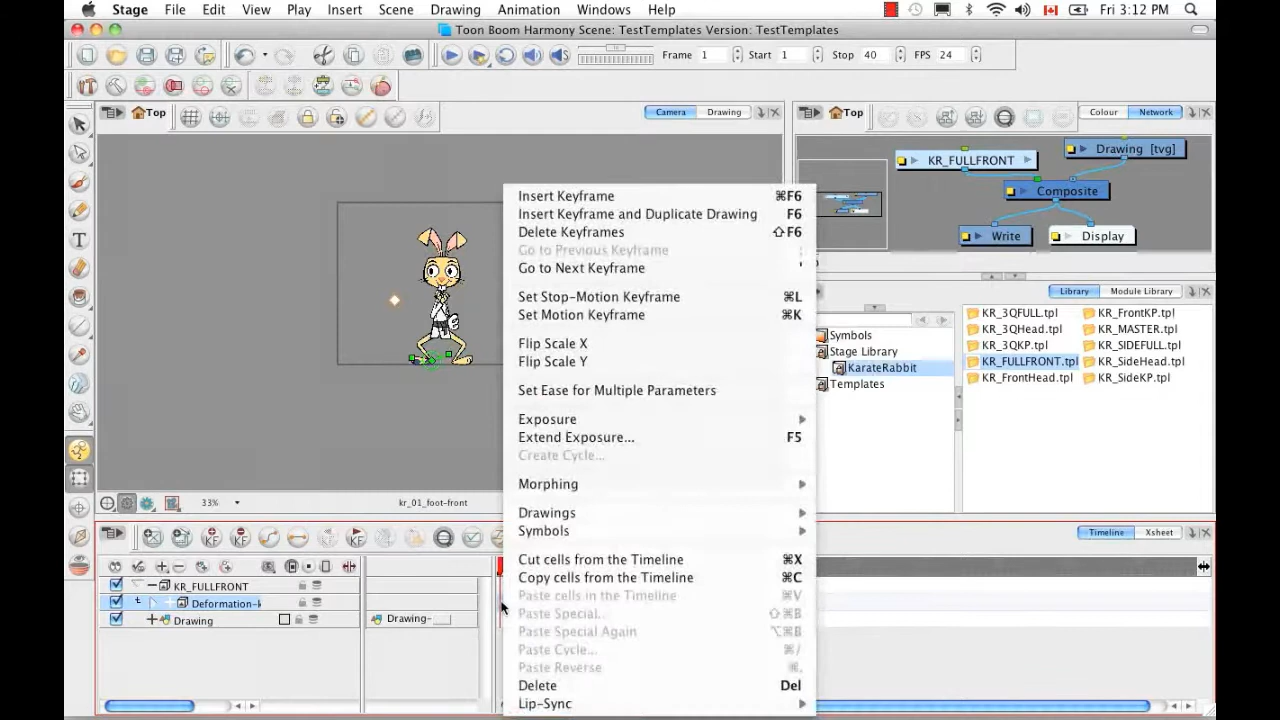 Stage File Edit View Play Insert Scene Drawing Animation Windows Help Fri 3:12 PM
Toon Boom Harmony Scene: TestTemplates Version: TestTemplates
Frame 1 Start 1 Stop 40 FPS 24
Top Camera Drawing
Top Colour Network
KR_FULLFRONT
Drawing [tvg]
Composite
Write
Display
Library Module Library
Symbols
Stage Library
KarateRabbit
Templates
KR_3QFULL.tpl
KR_3QHead.tpl
KR_3QKP.tpl
KR_FULLFRONT.tpl
KR_FrontHead.tpl
KR_FrontKP.tpl
KR_MASTER.tpl
KR_SIDEFULL.tpl
KR_SideHead.tpl
KR_SideKP.tpl
Insert Keyframe ⌘F6
Insert Keyframe and Duplicate Drawing F6
Delete Keyframes ⇧F6
Go to Previous Keyframe ;
Go to Next Keyframe '
Set Stop-Motion Keyframe ⌘L
Set Motion Keyframe ⌘K
Flip Scale X
Flip Scale Y
Set Ease for Multiple Parameters
Exposure
Extend Exposure... F5
Create Cycle...
Morphing
Drawings
Symbols
Cut cells from the Timeline ⌘X
Copy cells from the Timeline ⌘C
Paste cells in the Timeline ⌘V
Paste Special... ⇧⌘B
Paste Special Again ⌥⌘B
Paste Cycle... ⌘/
Paste Reverse ⌘.
Delete Del
Lip-Sync
33% kr_01_foot-front
Timeline Xsheet
KR_FULLFRONT
Deformation-
Drawing Drawing-